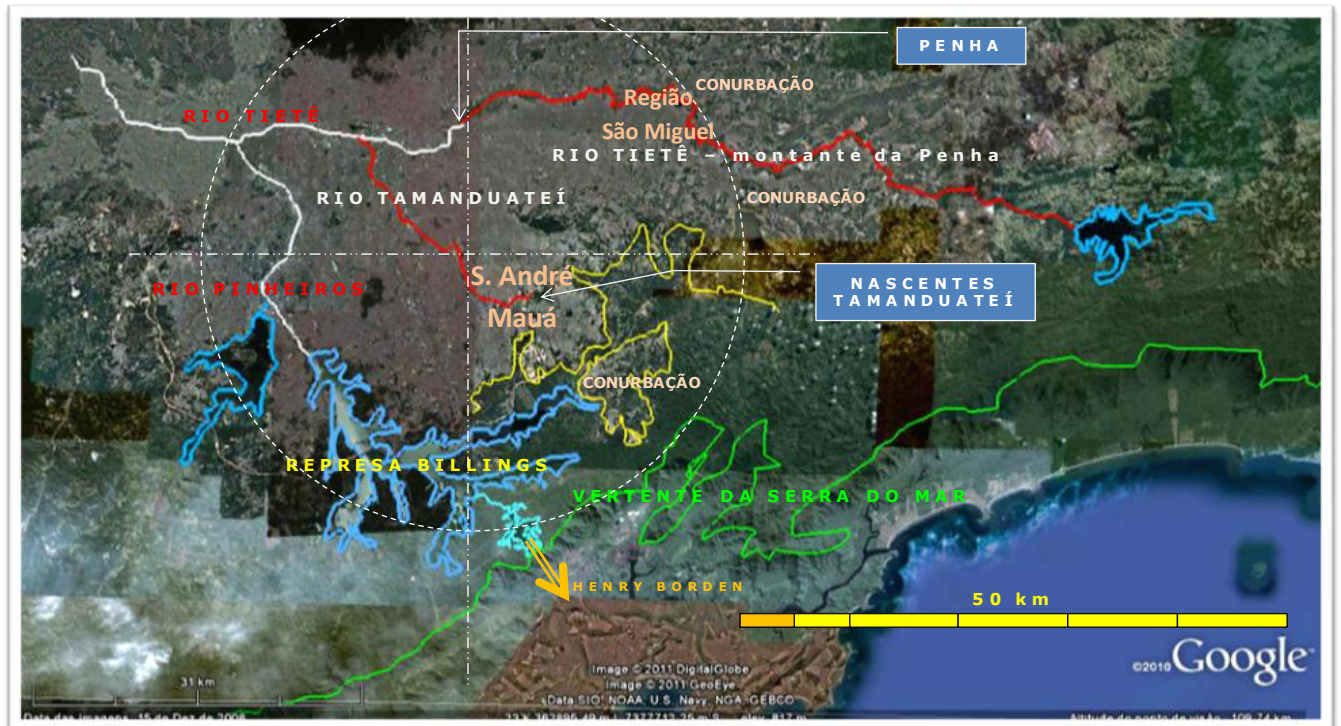 PENHA
CONURBAÇÃO
Região
São Miguel
RIO TIETÊ
RIO TIETÊ – montante da Penha
RIO TAMANDUATEÍ
CONURBAÇÃO
S. André
Mauá
NASCENTES
TAMANDUATEÍ
RIO PINHEIROS
CONURBAÇÃO
REPRESA BILLINGS
VERTENTE DA SERRA DO MAR
HENRY BORDEN
50 km
©2010 Google
31 km
Image © 2011 DigitalGlobe
Image © 2011 GeoEye
Data SIO, NOAA, U.S. Navy, NGA, GEBCO